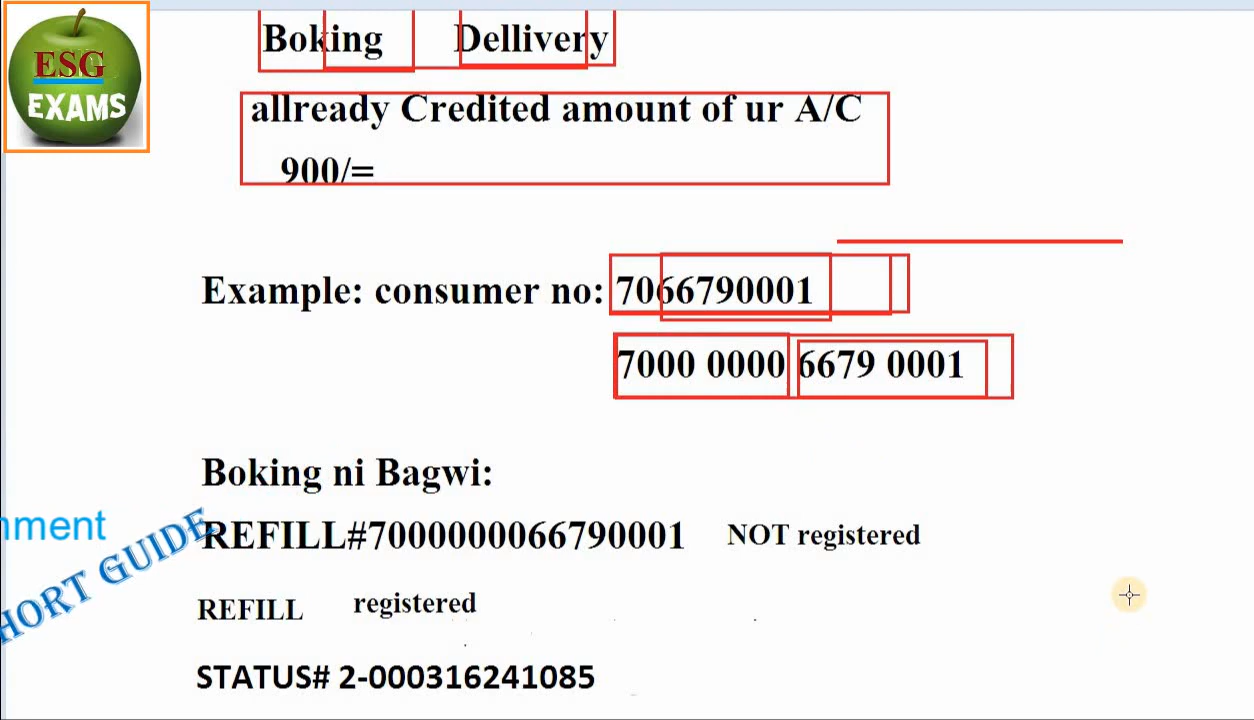 ESG
EXAMS
Boking Dellivery
allready Credited amount of ur A/C
900/=
Example: consumer no: 7066790001
7000 0000 6679 0001
Boking ni Bagwi:
nment
HORT GUIDE
REFILL#7000000066790001 NOT registered
REFILL registered
STATUS# 2-000316241085